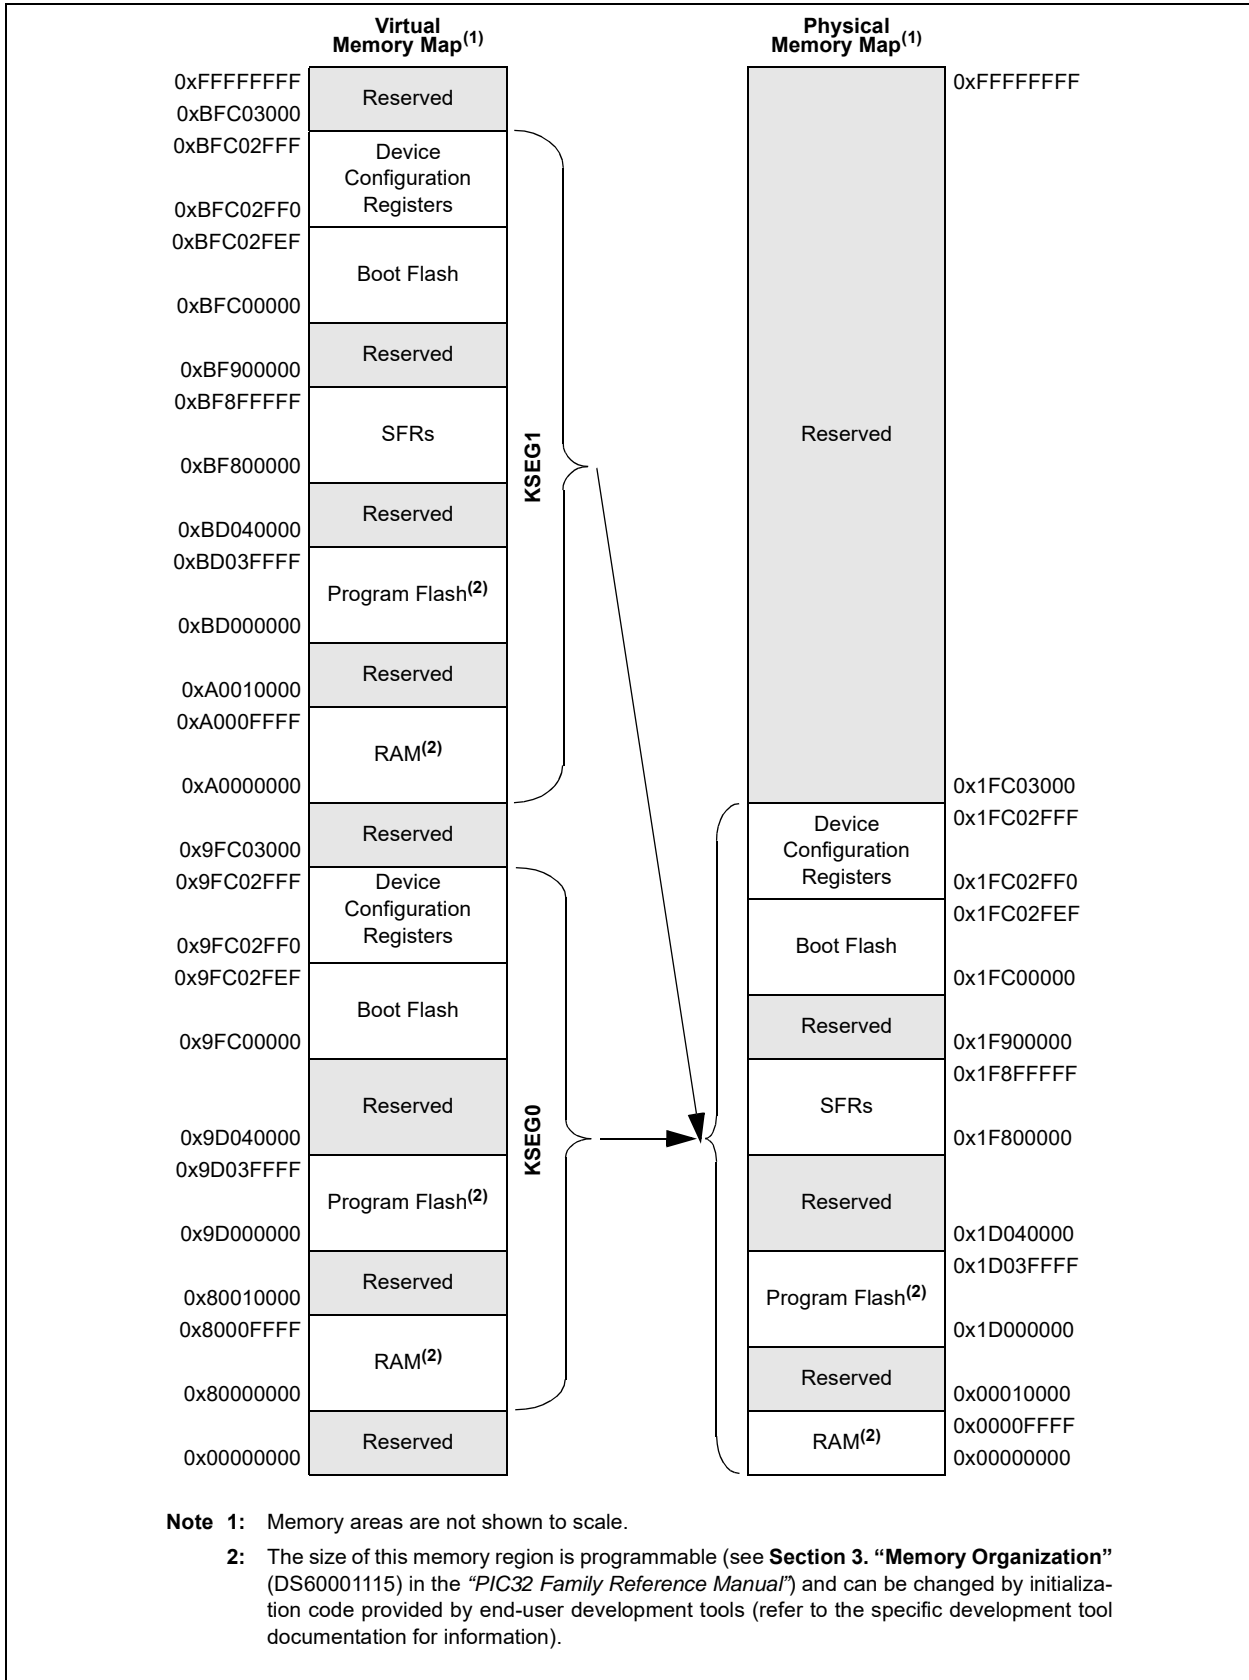 Virtual
Memory Map(1)
Physical
Memory Map(1)
0xFFFFFFFF
Reserved
0xBFC03000
0xBFC02FFF
Device
Configuration
Registers
0xBFC02FF0
0xBFC02FEF
Boot Flash
0xBFC00000
Reserved
0xBF900000
0xBF8FFFFF
SFRs
0xBF800000
Reserved
0xBD040000
0xBD03FFFF
Program Flash(2)
0xBD000000
Reserved
0xA0010000
0xA000FFFF
RAM(2)
0xA0000000
KSEG1
Reserved
0x9FC03000
0x9FC02FFF
Device
Configuration
Registers
0x9FC02FF0
0x9FC02FEF
Boot Flash
0x9FC00000
Reserved
0x9D040000
0x9D03FFFF
Program Flash(2)
0x9D000000
Reserved
0x80010000
0x8000FFFF
RAM(2)
0x80000000
KSEG0
Reserved
0x00000000
0xFFFFFFFF
Reserved
0x1FC03000
0x1FC02FFF
Device
Configuration
Registers
0x1FC02FF0
0x1FC02FEF
Boot Flash
0x1FC00000
Reserved
0x1F900000
0x1F8FFFFF
SFRs
0x1F800000
Reserved
0x1D040000
0x1D03FFFF
Program Flash(2)
0x1D000000
Reserved
0x00010000
0x0000FFFF
RAM(2)
0x00000000
Note 1: Memory areas are not shown to scale.
2: The size of this memory region is programmable (see Section 3. “Memory Organization”
(DS60001115) in the “PIC32 Family Reference Manual”) and can be changed by initializa-
tion code provided by end-user development tools (refer to the specific development tool
documentation for information).